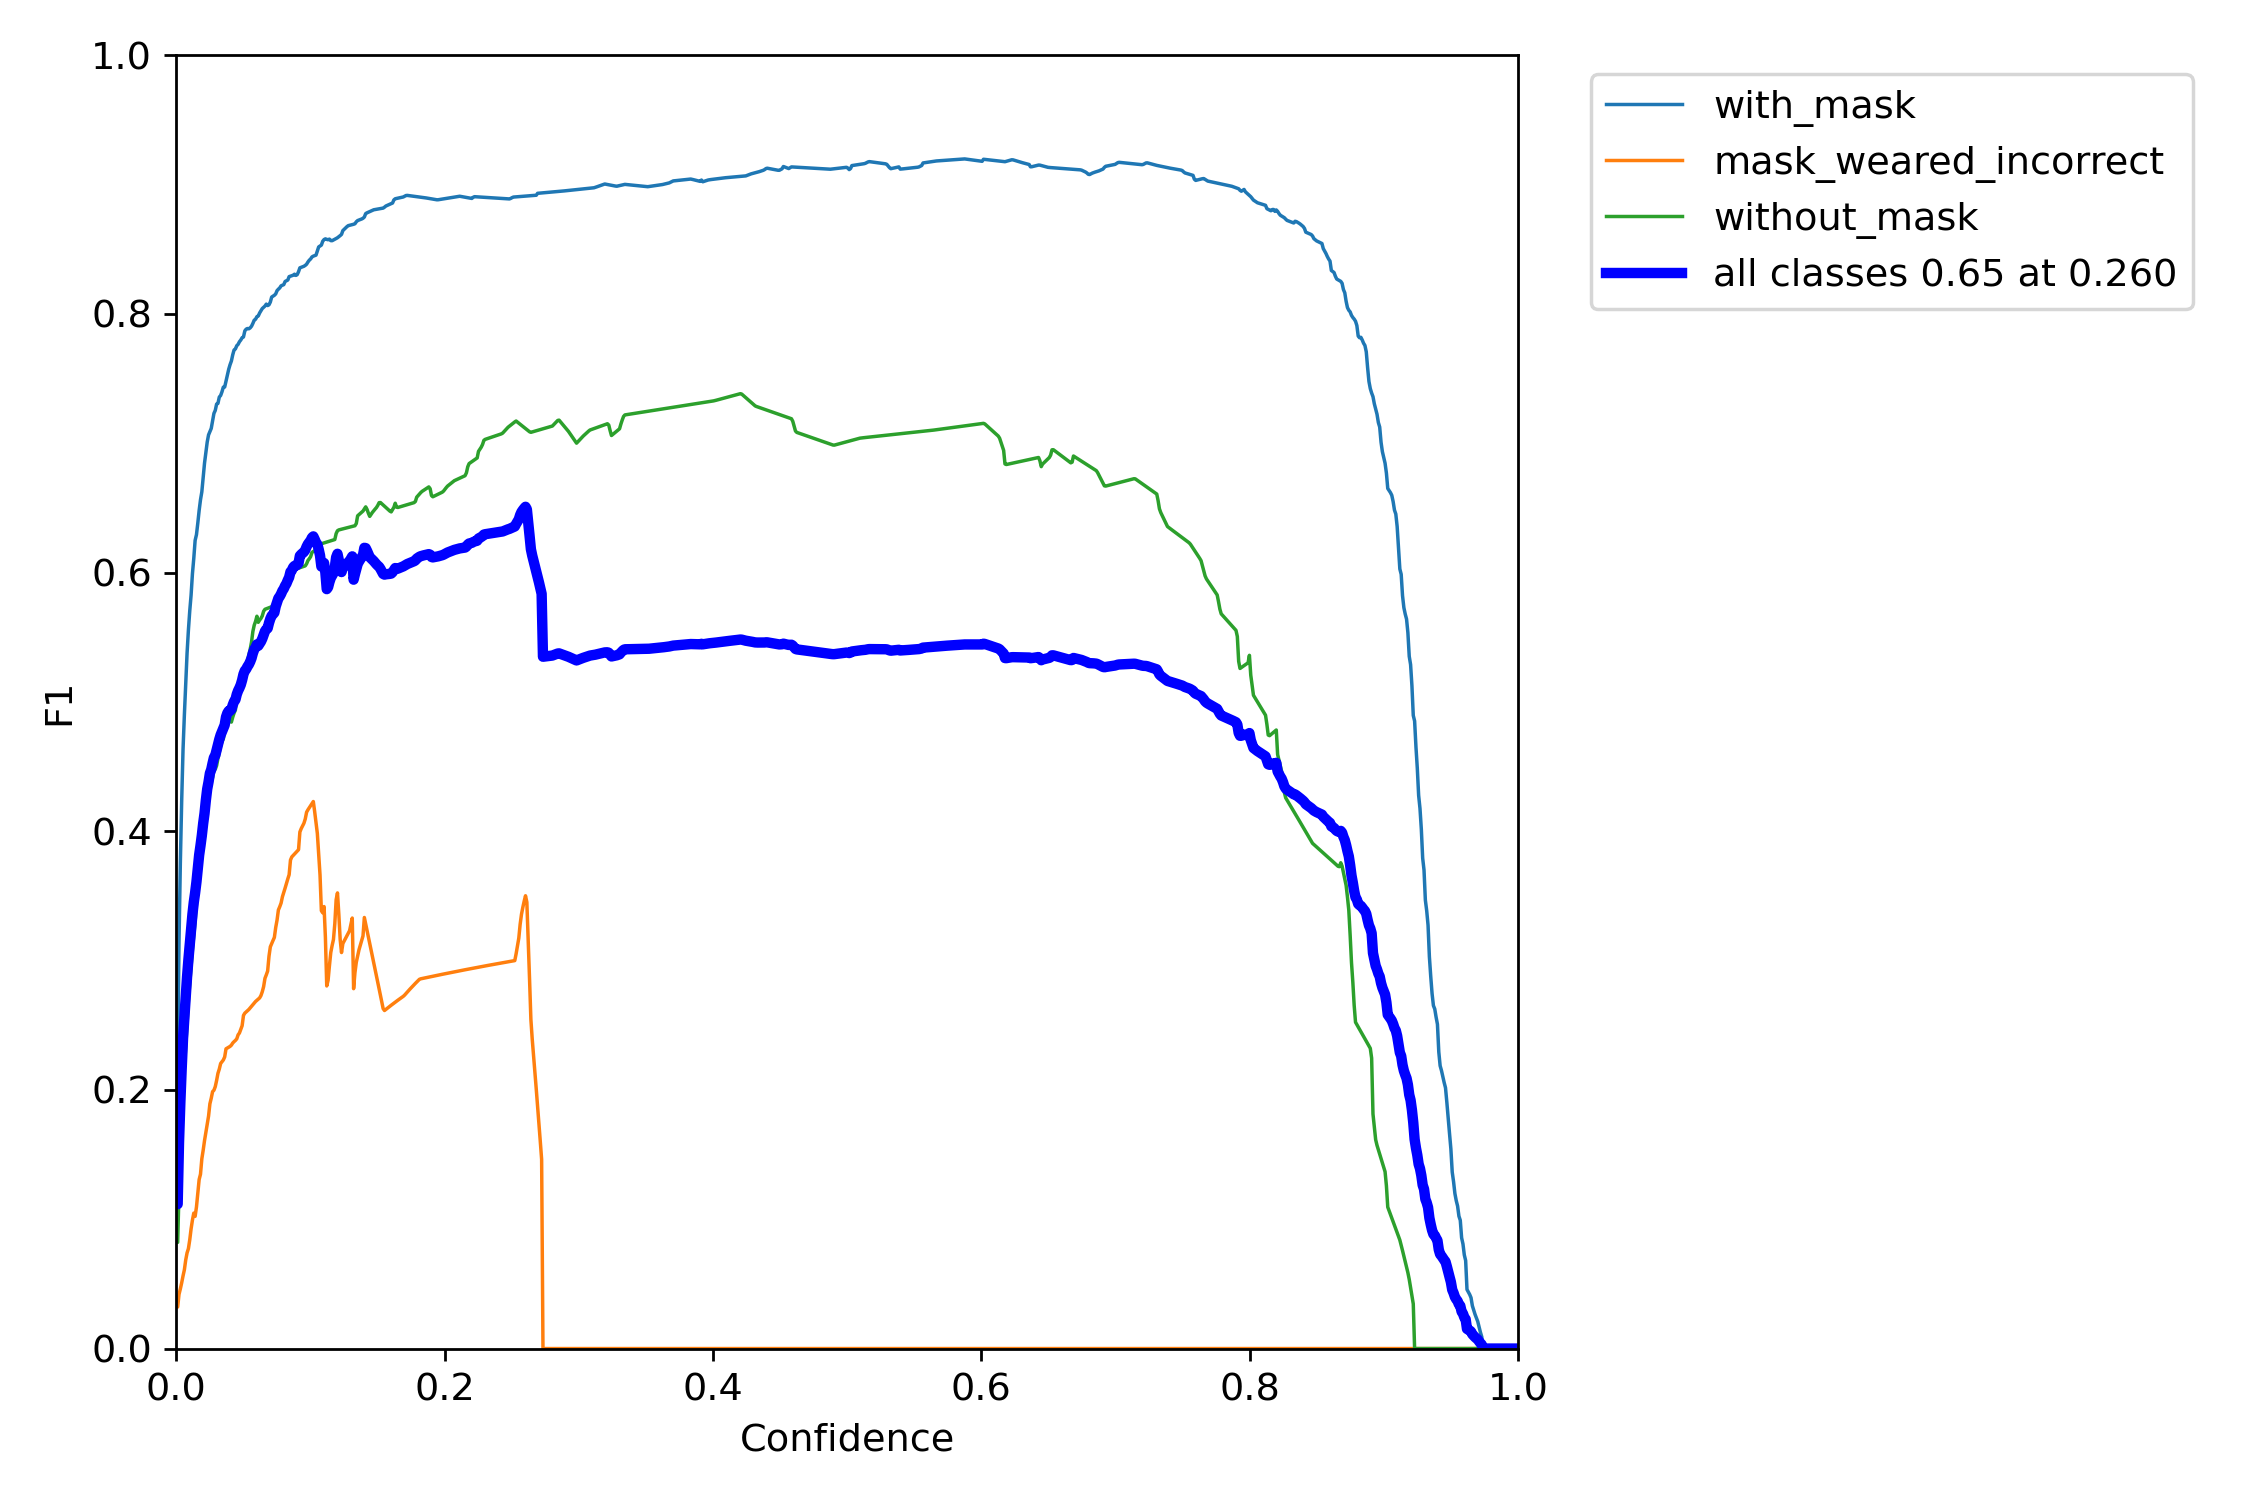 1.0
0.8
0.6
0.4
0.2
0.0
F1
0.0 0.2 0.4 0.6 0.8 1.0
Confidence
with_mask
mask_weared_incorrect
without_mask
all classes 0.65 at 0.260